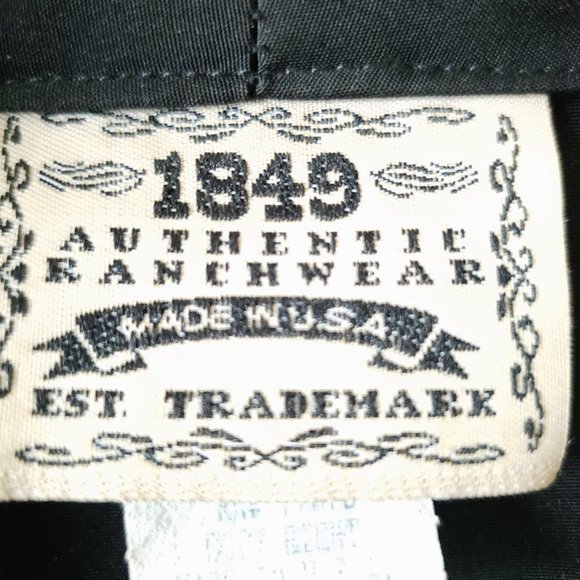 1849
AUTHENTIC
RANCHWEAR
MADE IN U.S.A.
EST. TRADEMARK